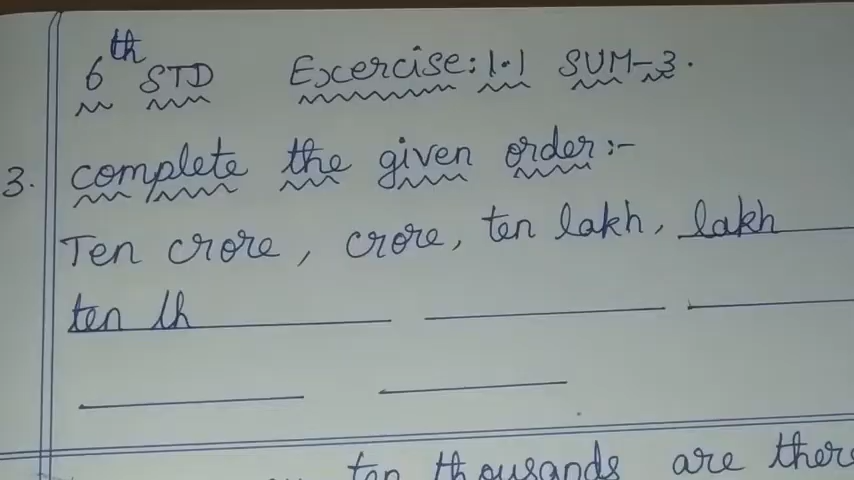 6th STD Excercise: 1.1 SUM-3.
3. complete the given order:-
Ten crore, crore, ten lakh, lakh
ten th
ten thousands are there